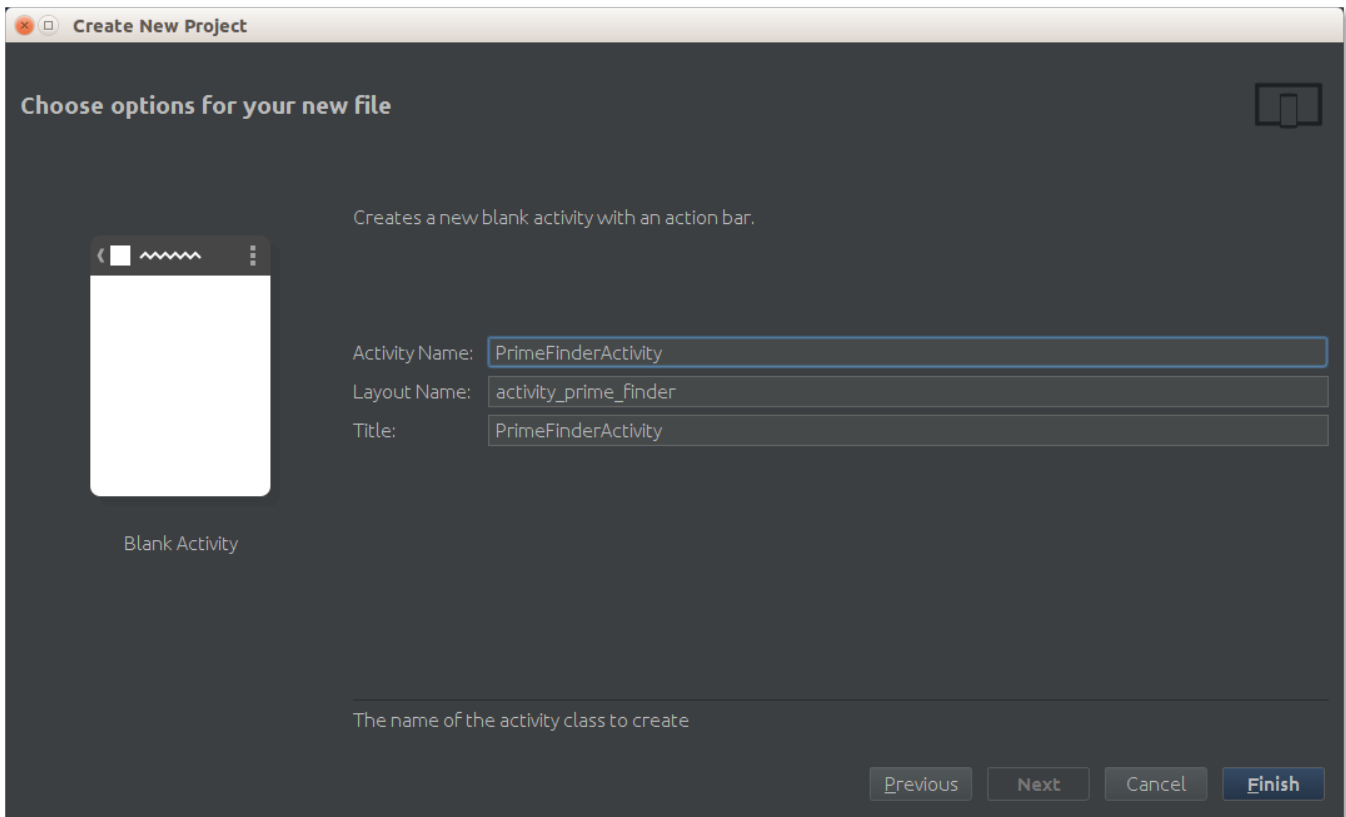 Create New Project
Choose options for your new file
Creates a new blank activity with an action bar.
Activity Name: PrimeFinderActivity
Layout Name: activity_prime_finder
Title: PrimeFinderActivity
Blank Activity
The name of the activity class to create
Previous Next Cancel Finish